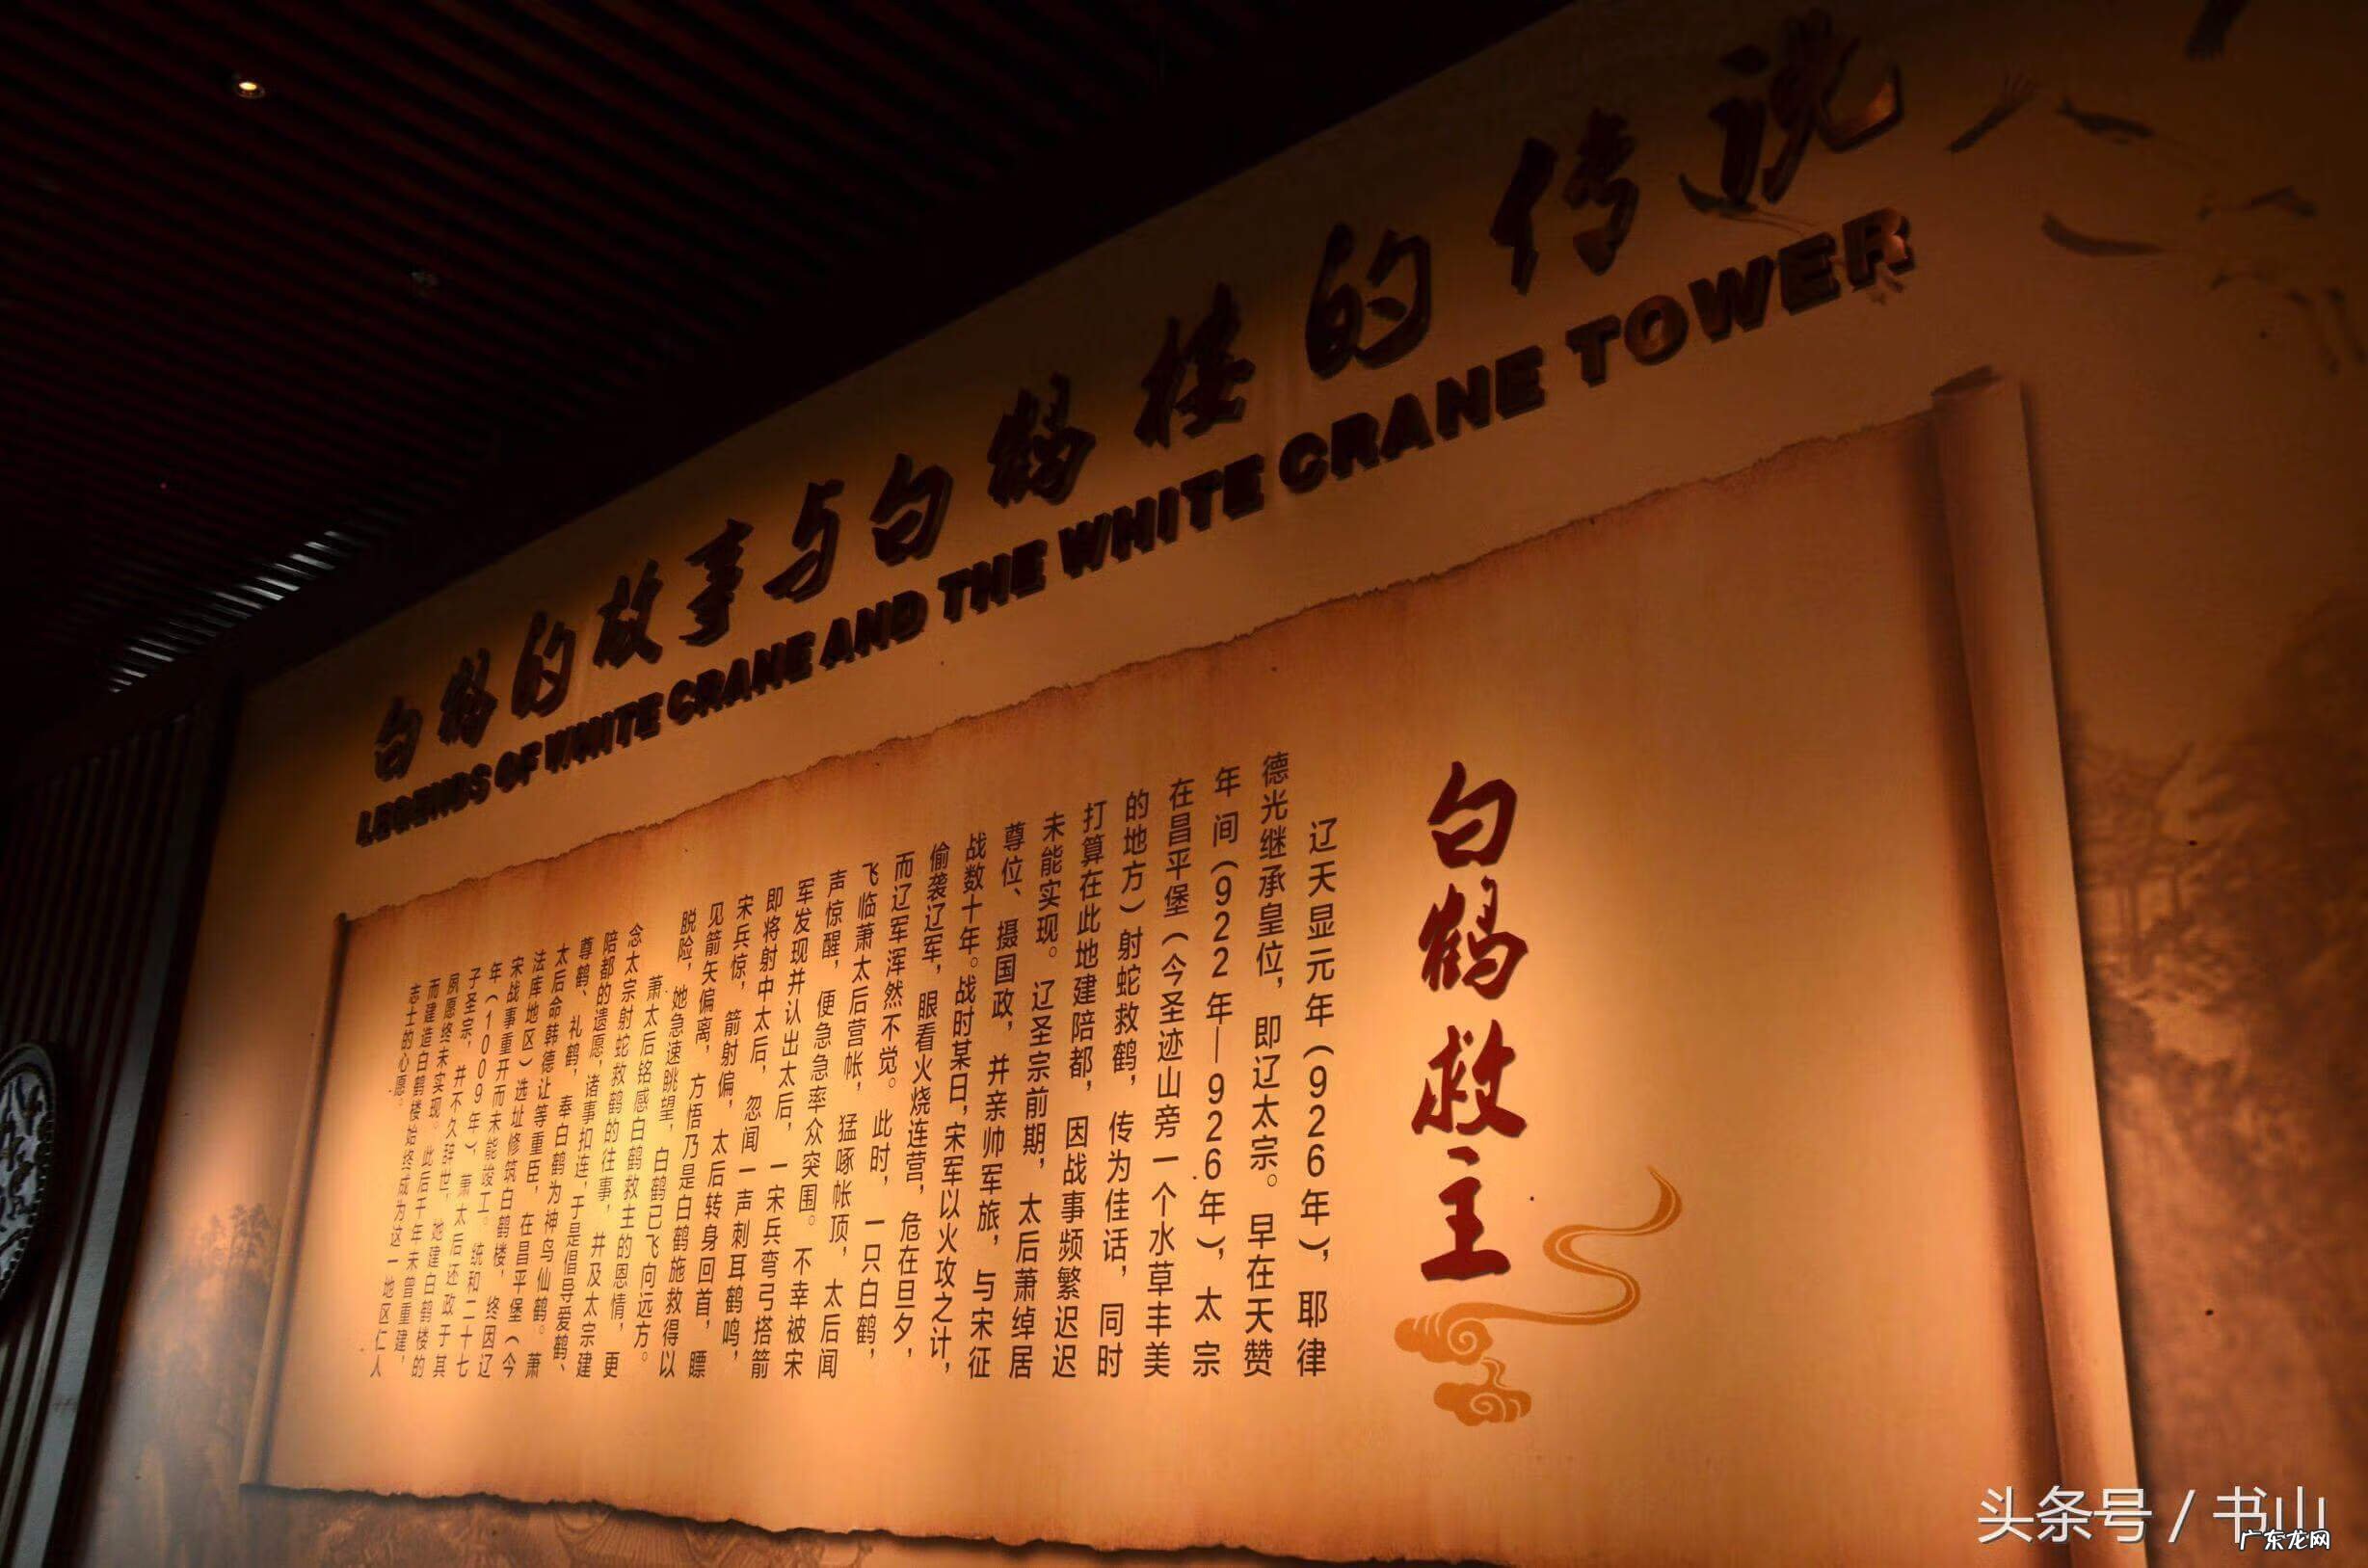 白鹤的故事与白鹤楼的传说
LEGENDS OF WHITE CRANE AND THE WHITE CRANE TOWER
白鹤救主
辽天显元年（926年），耶律
德光继承皇位，即辽太宗。早在天赞
年间（922年—926年），太宗
在昌平堡（今圣迹山旁一个水草丰美
的地方）射蛇救鹤，传为佳话，同时
打算在此地建陪都，因战事频繁迟迟
未能实现。辽圣宗前期，太后萧绰居
尊位、摄国政，并亲帅军旅，与宋征
战数十年。战时某日，宋军以火攻之计，
偷袭辽军，眼看火烧连营，危在旦夕，
而辽军浑然不觉。此时，一只白鹤，
飞临萧太后营帐，猛啄帐顶，太后闻
声惊醒，便急急率众突围。不幸被宋
军发现并认出太后，一宋兵弯弓搭箭
即将射中太后，忽闻一声刺耳鹤鸣，
宋兵惊，箭射偏，太后转身回首，瞟
见箭矢偏离，方悟乃是白鹤施救得以
脱险，她急速眺望，白鹤已飞向远方。
萧太后铭感白鹤救主的恩情，更
念太宗射蛇救鹤的往事，并及太宗建
陪都的遗愿，诸事扣连，于是倡导爱鹤、
尊鹤、礼鹤，奉白鹤为神鸟仙鹤。萧
太后命韩德让等重臣，在昌平堡（今
法库地区）选址修筑白鹤楼，终因辽
宋战事重开而未能竣工。统和二十七
年（1009年），萧太后还政于其
子圣宗，并不久辞世，她建白鹤楼的
夙愿终未实现。此后千年未曾重建，
而建造白鹤楼始终成为这一地区仁人
志士的心愿。
头条号 / 书山
广东龙网